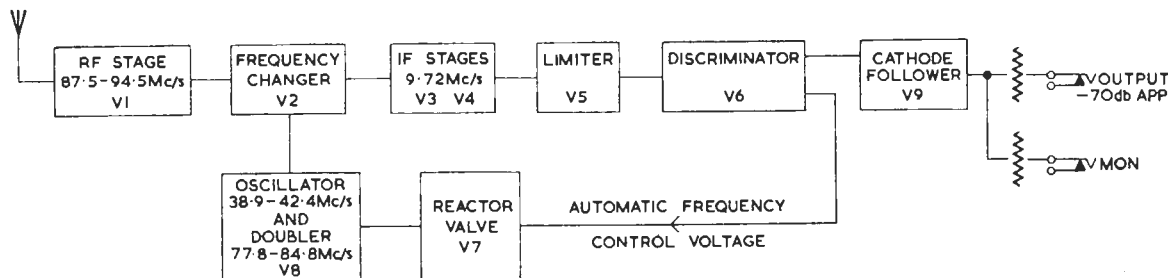 RF STAGE
87·5–94·5Mc/s
V1
FREQUENCY
CHANGER
V2
IF STAGES
9·72Mc/s
V3 V4
LIMITER
V5
DISCRIMINATOR
V6
CATHODE
FOLLOWER
V9
OUTPUT
–70db APP
MON
OSCILLATOR
38·9–42·4Mc/s
AND
DOUBLER
77·8–84·8Mc/s
V8
REACTOR
VALVE
V7
AUTOMATIC FREQUENCY
CONTROL VOLTAGE